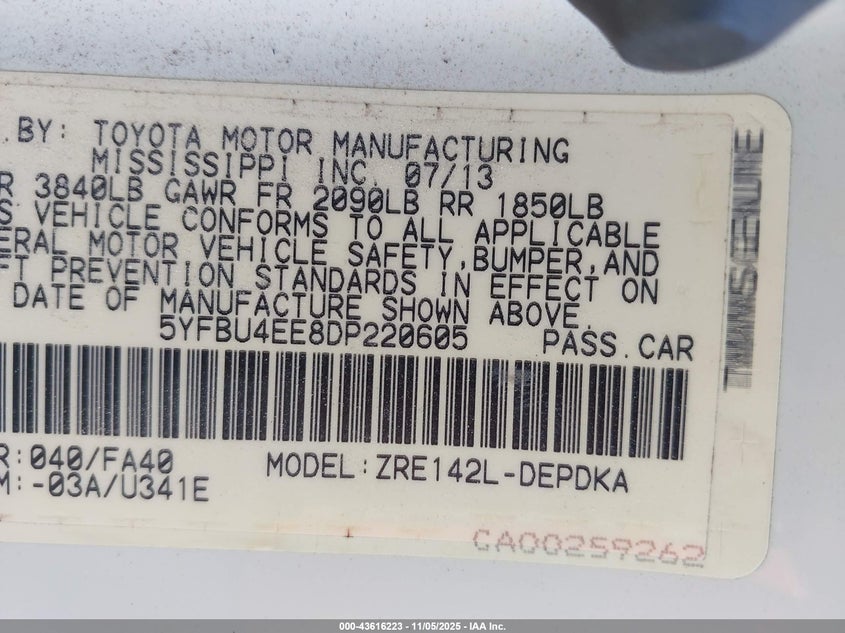 . BY: TOYOTA MOTOR MANUFACTURING
MISSISSIPPI INC. 07/13
R 3840LB GAWR FR 2090LB RR 1850LB
S VEHICLE CONFORMS TO ALL APPLICABLE
ERAL MOTOR VEHICLE SAFETY,BUMPER,AND
FT PREVENTION STANDARDS IN EFFECT ON
DATE OF MANUFACTURE SHOWN ABOVE.
5YFBU4EE8DP220605 PASS.CAR
R:040/FA40 MODEL:ZRE142L-DEPDKA
M:-03A/U341E
CA00259262
000-43616223 — 11/05/2025 — IAA Inc.